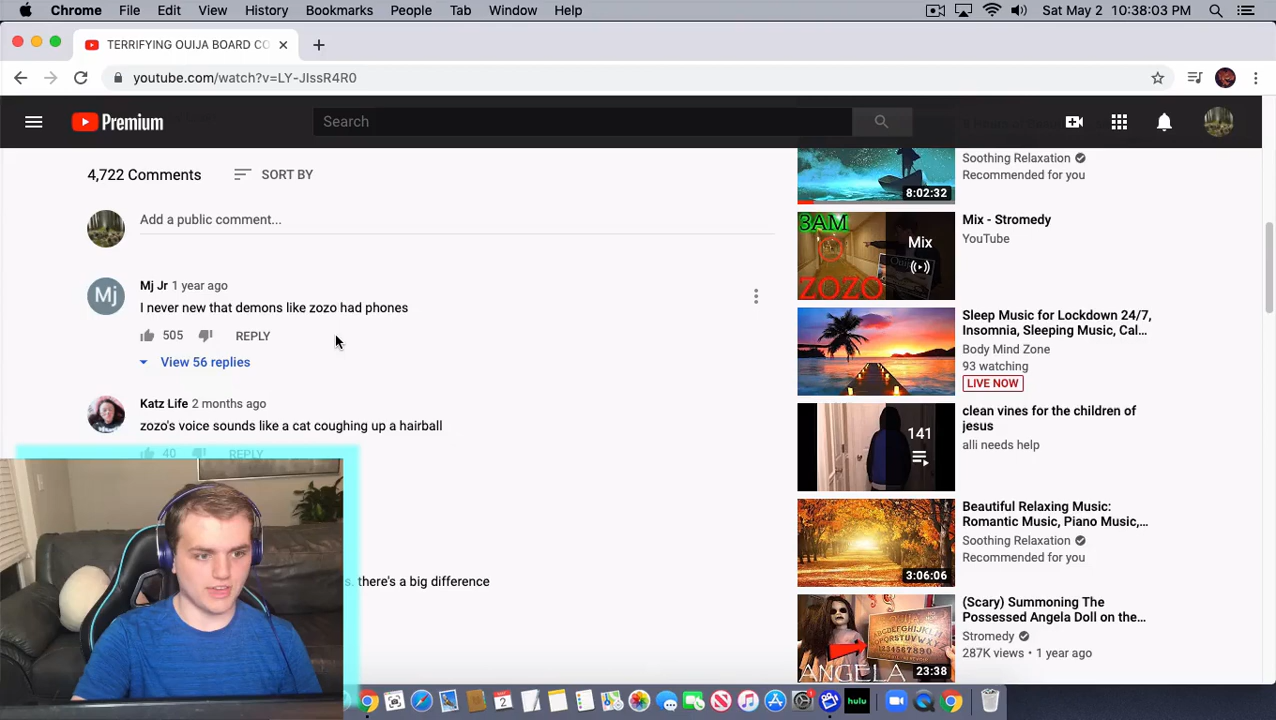 Chrome File Edit View History Bookmarks People Tab Window Help Sat May 2 10:38:03 PM
TERRIFYING OUIJA BOARD CO
youtube.com/watch?v=LY-JIssR4R0
Premium
Search
4,722 Comments SORT BY
Add a public comment...
Mj
Mj Jr 1 year ago
I never new that demons like zozo had phones
505 REPLY
View 56 replies
Katz Life 2 months ago
zozo's voice sounds like a cat coughing up a hairball
40 REPLY
there's a big difference
8:02:32
Soothing Relaxation
Recommended for you
3AM
ZOZO
Mix
Mix - Stromedy
YouTube
Sleep Music for Lockdown 24/7,
Insomnia, Sleeping Music, Cal...
Body Mind Zone
93 watching
LIVE NOW
141
clean vines for the children of
jesus
alli needs help
3:06:06
Beautiful Relaxing Music:
Romantic Music, Piano Music,...
Soothing Relaxation
Recommended for you
ANGELA
23:38
(Scary) Summoning The
Possessed Angela Doll on the...
Stromedy
287K views • 1 year ago
2
hulu